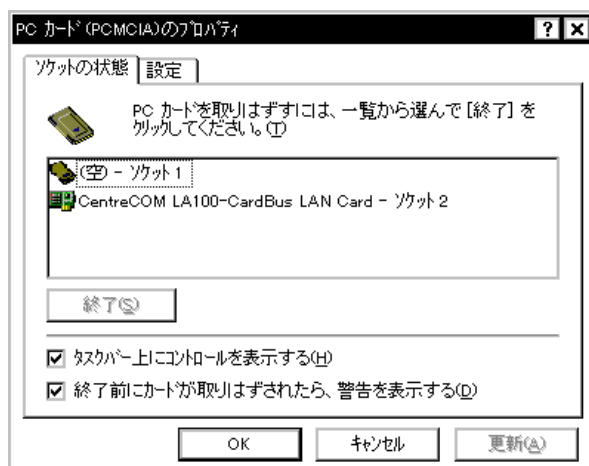 PC ｶｰﾄﾞ(PCMCIA)のﾌﾟﾛﾊﾟﾃｨ
ｿｹｯﾄの状態
設定
PC ｶｰﾄﾞを取りはずすには、一覧から選んで [終了] を
ｸﾘｯｸしてください。(T)
(空) - ｿｹｯﾄ 1
CentreCOM LA100-CardBus LAN Card - ｿｹｯﾄ 2
終了(S)
ﾀｽｸﾊﾞｰ上にｺﾝﾄﾛｰﾙを表示する(H)
終了前にｶｰﾄﾞが取りはずされたら、警告を表示する(D)
OK
ｷｬﾝｾﾙ
更新(A)